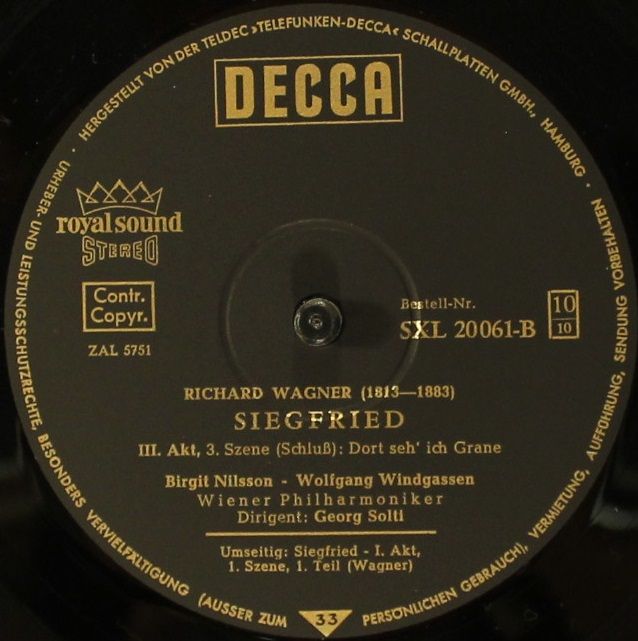 HERGESTELLT VON DER TELDEC »TELEFUNKEN-DECCA« SCHALLPLATTEN GMBH., HAMBURG ·
URHEBER- UND LEISTUNGSSCHUTZRECHTE, BESONDERS VERVIELFÄLTIGUNG (AUSSER ZUM PERSÖNLICHEN GEBRAUCH), VERMIETUNG, AUFFÜHRUNG, SENDUNG VORBEHALTEN ·
DECCA
royal sound
STEREO
Contr.
Copyr.
ZAL 5751
Bestell-Nr.
SXL 20061-B
10
10
RICHARD WAGNER (1813—1883)
SIEGFRIED
III. Akt, 3. Szene (Schluß): Dort seh' ich Grane
Birgit Nilsson - Wolfgang Windgassen
Wiener Philharmoniker
Dirigent: Georg Solti
Umseitig: Siegfried - I. Akt,
1. Szene, 1. Teil (Wagner)
33